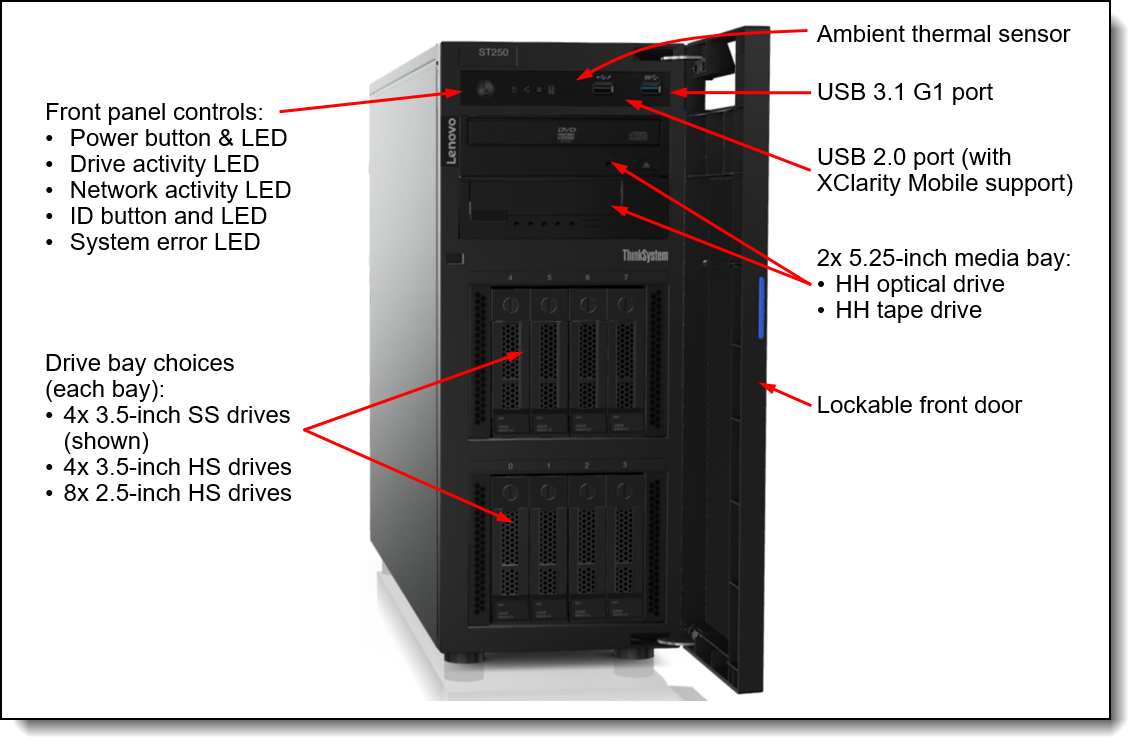 Ambient thermal sensor
USB 3.1 G1 port
USB 2.0 port (with
XClarity Mobile support)
2x 5.25-inch media bay:
• HH optical drive
• HH tape drive
Lockable front door
Front panel controls:
• Power button & LED
• Drive activity LED
• Network activity LED
• ID button and LED
• System error LED
Drive bay choices
(each bay):
• 4x 3.5-inch SS drives
(shown)
• 4x 3.5-inch HS drives
• 8x 2.5-inch HS drives
ST250
Lenovo
DVD
ThinkSystem
4 5 6 7
0 1 2 3